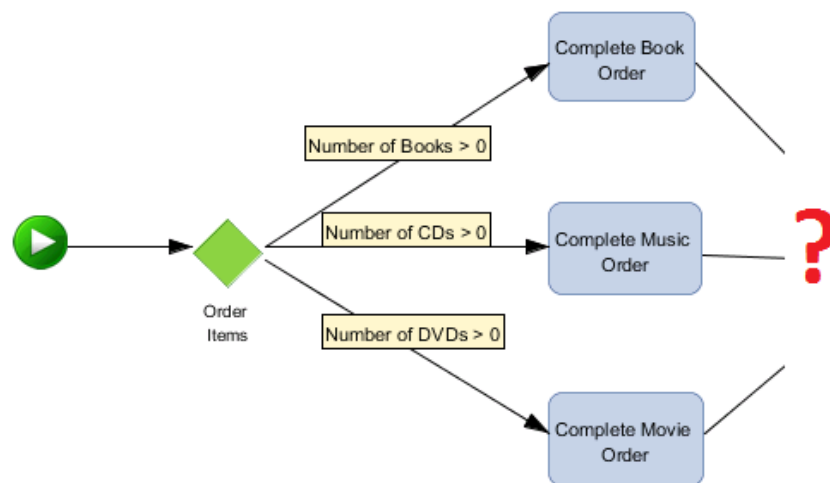 Complete Book
Order
Number of Books > 0
Number of CDs > 0
Complete Music
Order
?
Order
Items
Number of DVDs > 0
Complete Movie
Order